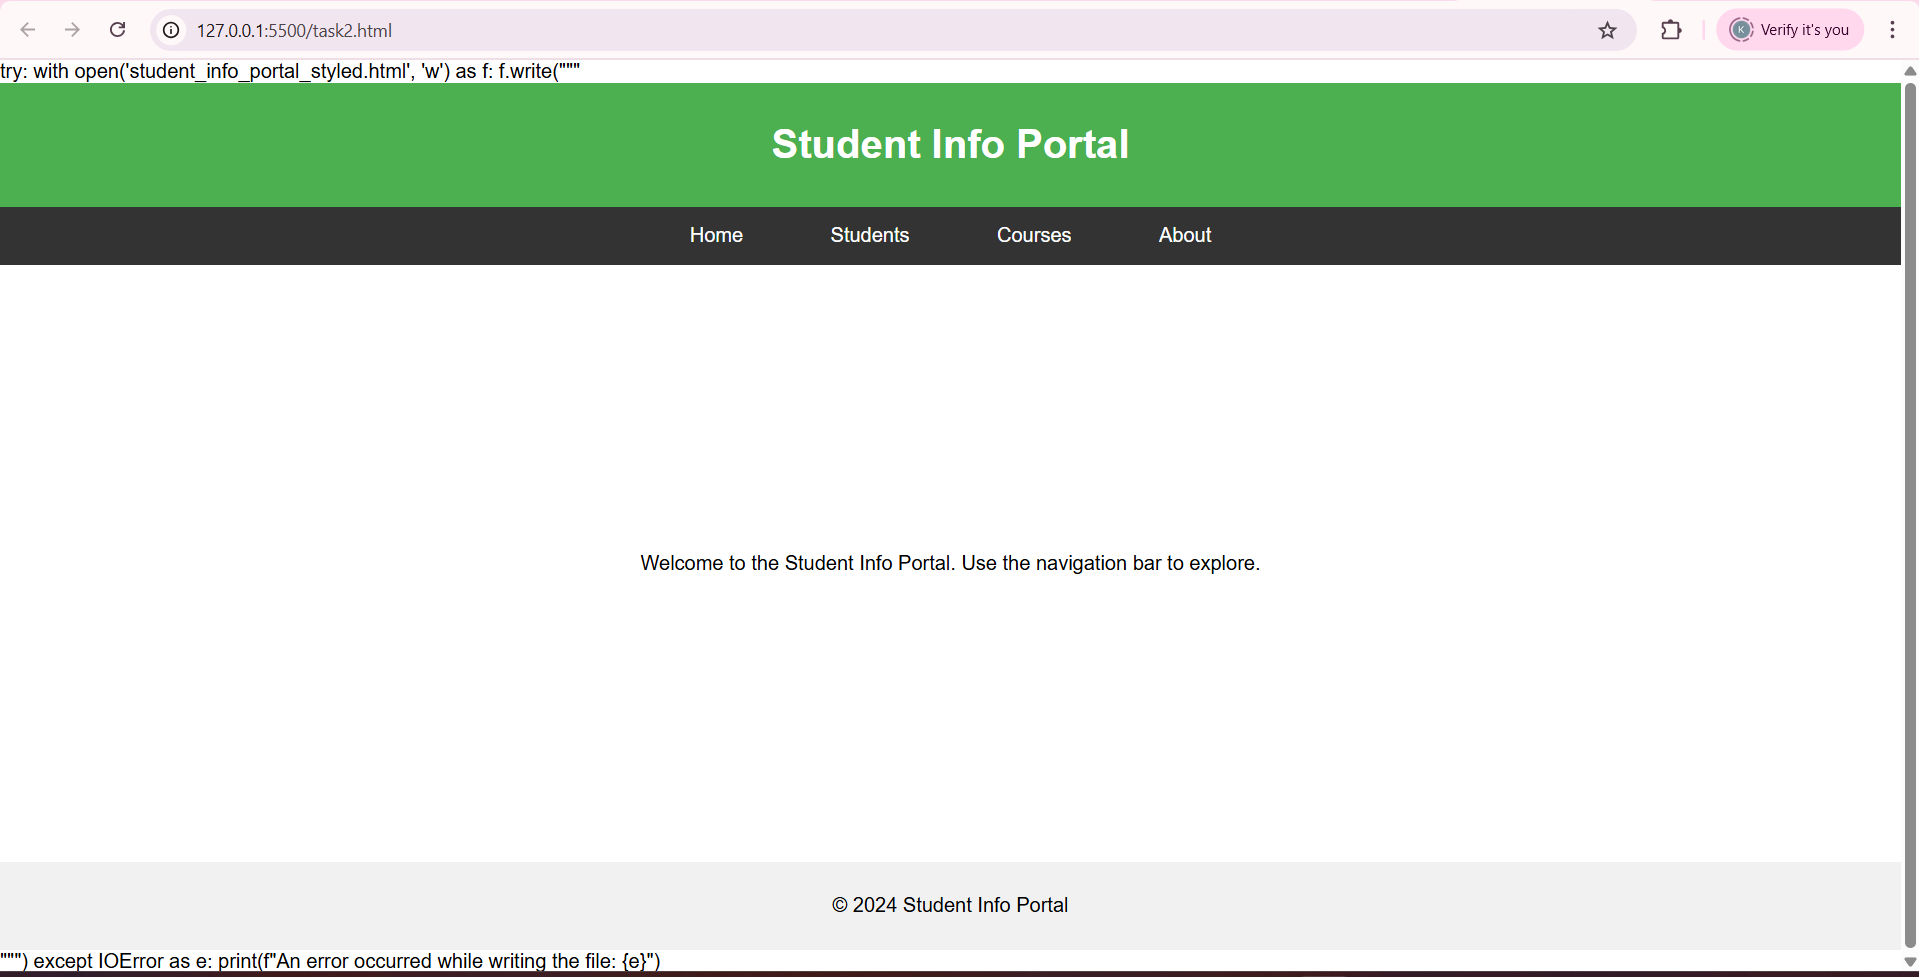 127.0.0.1:5500/task2.html
K
Verify it's you
try: with open('student_info_portal_styled.html', 'w') as f: f.write("""
Student Info Portal
Home Students Courses About
Welcome to the Student Info Portal. Use the navigation bar to explore.
© 2024 Student Info Portal
""") except IOError as e: print(f"An error occurred while writing the file: {e}")